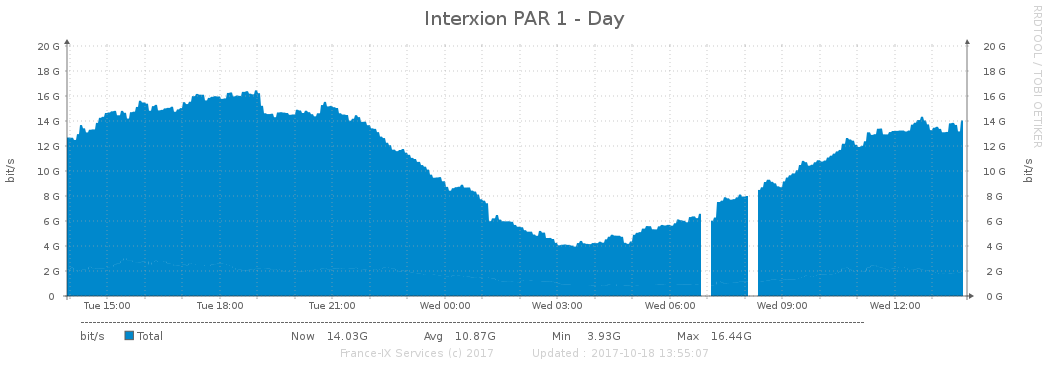 Interxion PAR 1 - Day
RRDTOOL / TOBI OETIKER
20 G 20 G
18 G 18 G
16 G 16 G
14 G 14 G
12 G 12 G
10 G 10 G
8 G 8 G
6 G 6 G
4 G 4 G
2 G 2 G
0 0 G
bit/s bit/s
Tue 15:00 Tue 18:00 Tue 21:00 Wed 00:00 Wed 03:00 Wed 06:00 Wed 09:00 Wed 12:00
bit/s Total Now 14.03G Avg 10.87G Min 3.93G Max 16.44G
France-IX Services (c) 2017 Updated : 2017-10-18 13:55:07